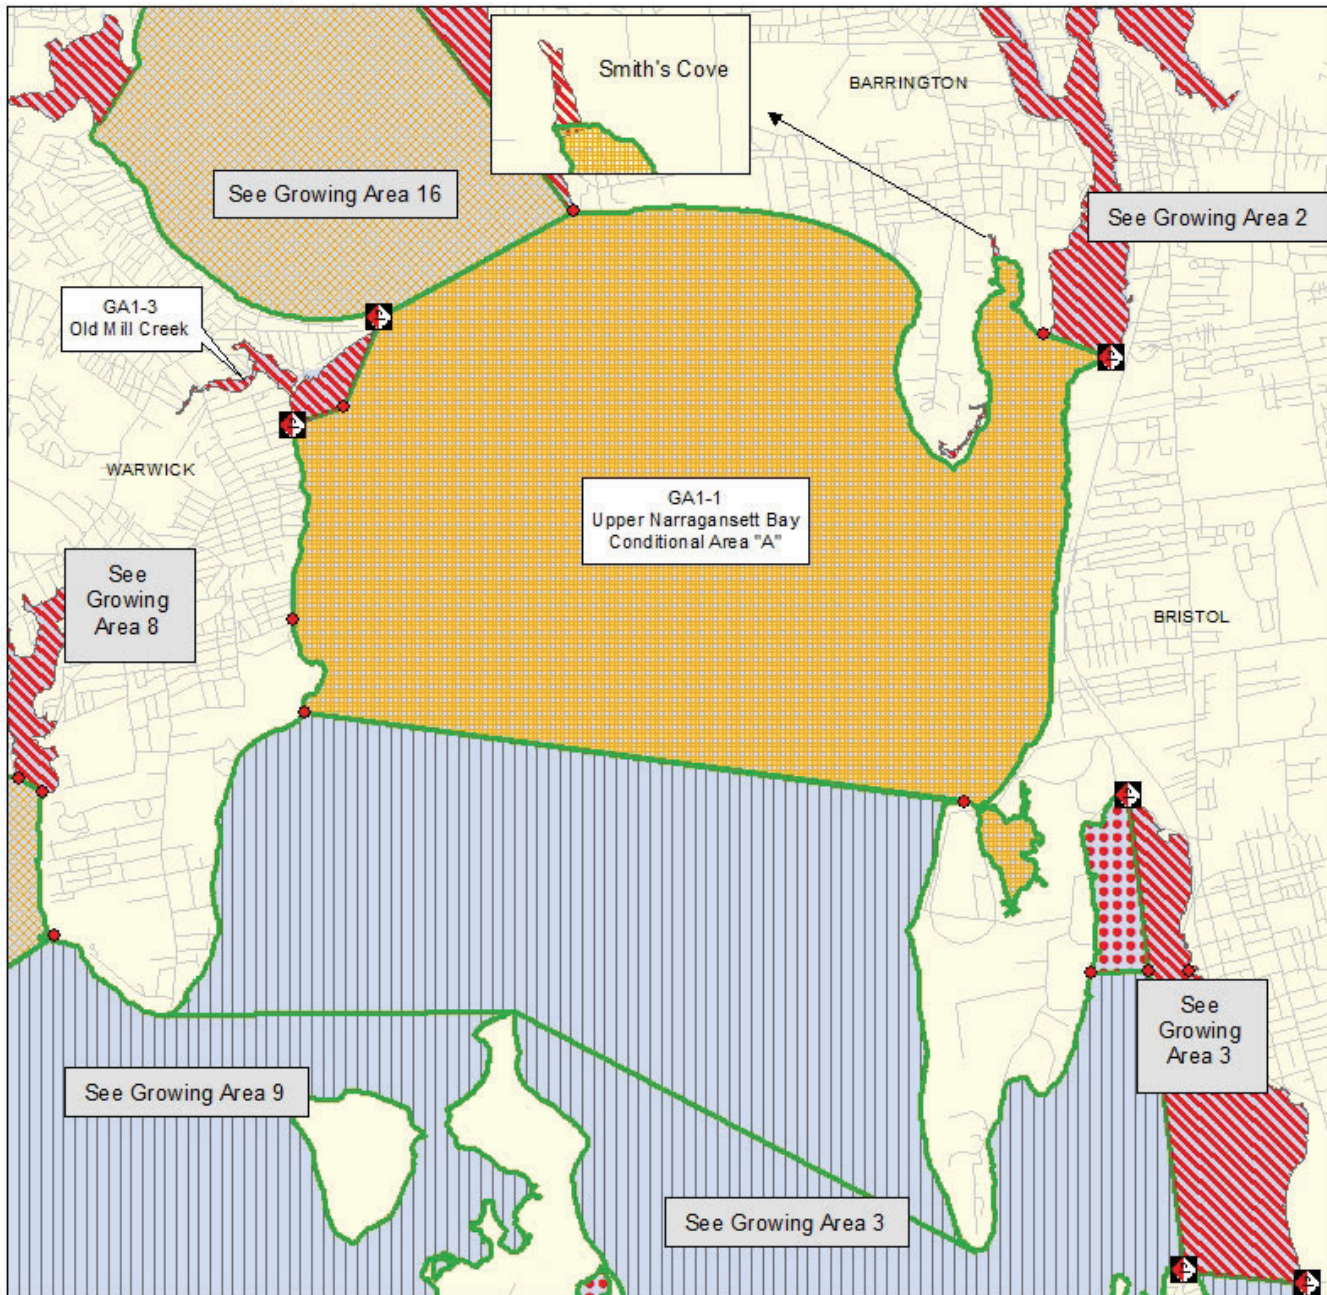 Smith's Cove
BARRINGTON
See Growing Area 16
See Growing Area 2
GA1-3
Old Mill Creek
WARWICK
GA1-1
Upper Narragansett Bay
Conditional Area "A"
See
Growing
Area 8
BRISTOL
See
Growing
Area 3
See Growing Area 9
See Growing Area 3